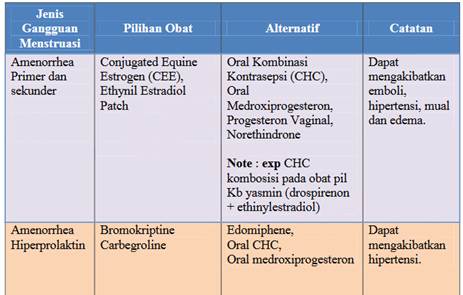 Jenis
Gangguan
Menstruasi
Pilihan Obat
Alternatif
Catatan
Amenorrhea
Primer dan
sekunder
Conjugated Equine
Estrogen (CEE),
Ethynil Estradiol
Patch
Oral Kombinasi
Kontrasepsi (CHC),
Oral
Medroxiprogesteron,
Progesteron Vaginal,
Norethindrone
Note : exp CHC
kombosisi pada obat pil
Kb yasmin (drospirenon
+ ethinylestradiol)
Dapat
mengakibatkan
emboli,
hipertensi, mual
dan edema.
Amenorrhea
Hiperprolaktin
Bromokriptine
Carbegroline
Edomiphene,
Oral CHC,
Oral medroxiprogesteron
Dapat
mengakibatkan
hipertensi.